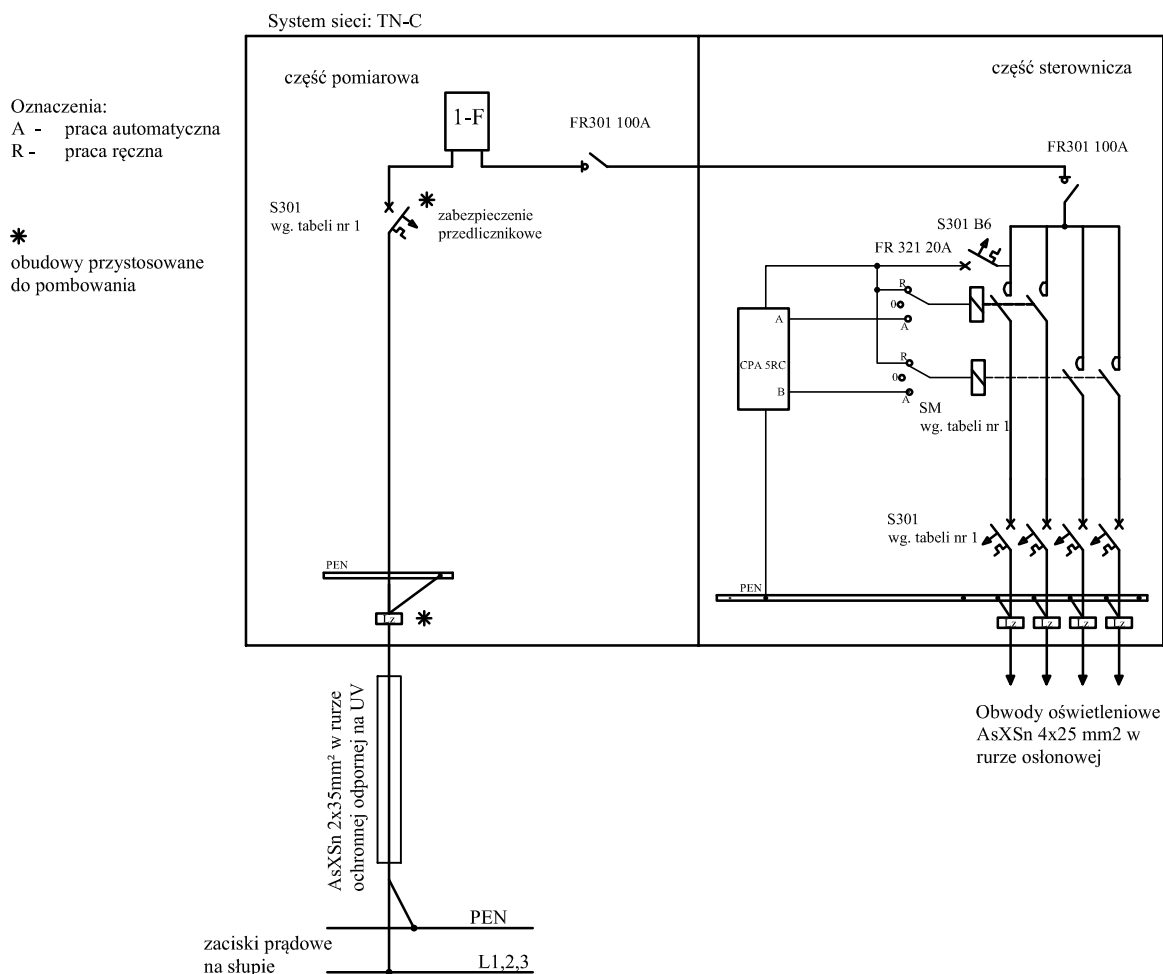 System sieci: TN-C
część pomiarowa
część sterownicza
Oznaczenia:
A - praca automatyczna
R - praca ręczna
1-F
FR301 100A
FR301 100A
S301
wg. tabeli nr 1
zabezpieczenie
przedlicznikowe
obudowy przystosowane
do pombowania
S301 B6
FR 321 20A
R
0
A
A
CPA 5RC
B
R
0
A
SM
wg. tabeli nr 1
S301
wg. tabeli nr 1
PEN
PEN
Lz
Lz
Lz
Lz
Lz
AsXSn 2x35mm² w rurze
ochronnej odpornej na UV
Obwody oświetleniowe
AsXSn 4x25 mm2 w
rurze osłonowej
PEN
zaciski prądowe
na słupie
L1,2,3